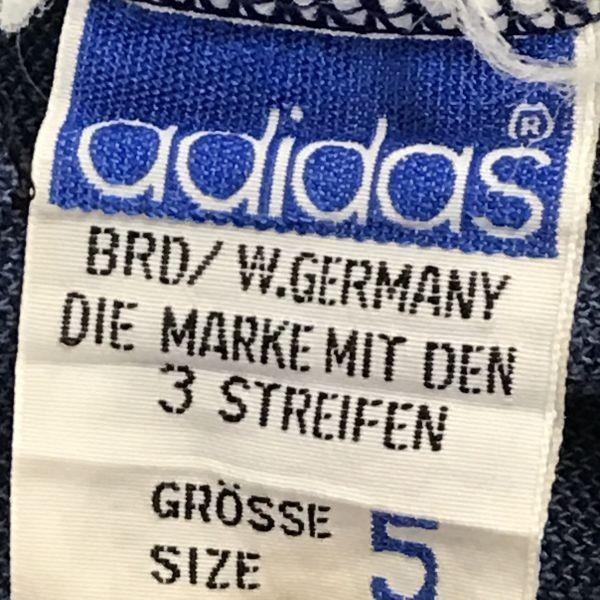 adidas®
BRD/ W.GERMANY
DIE MARKE MIT DEN
3 STREIFEN
GRÖSSE
SIZE 5